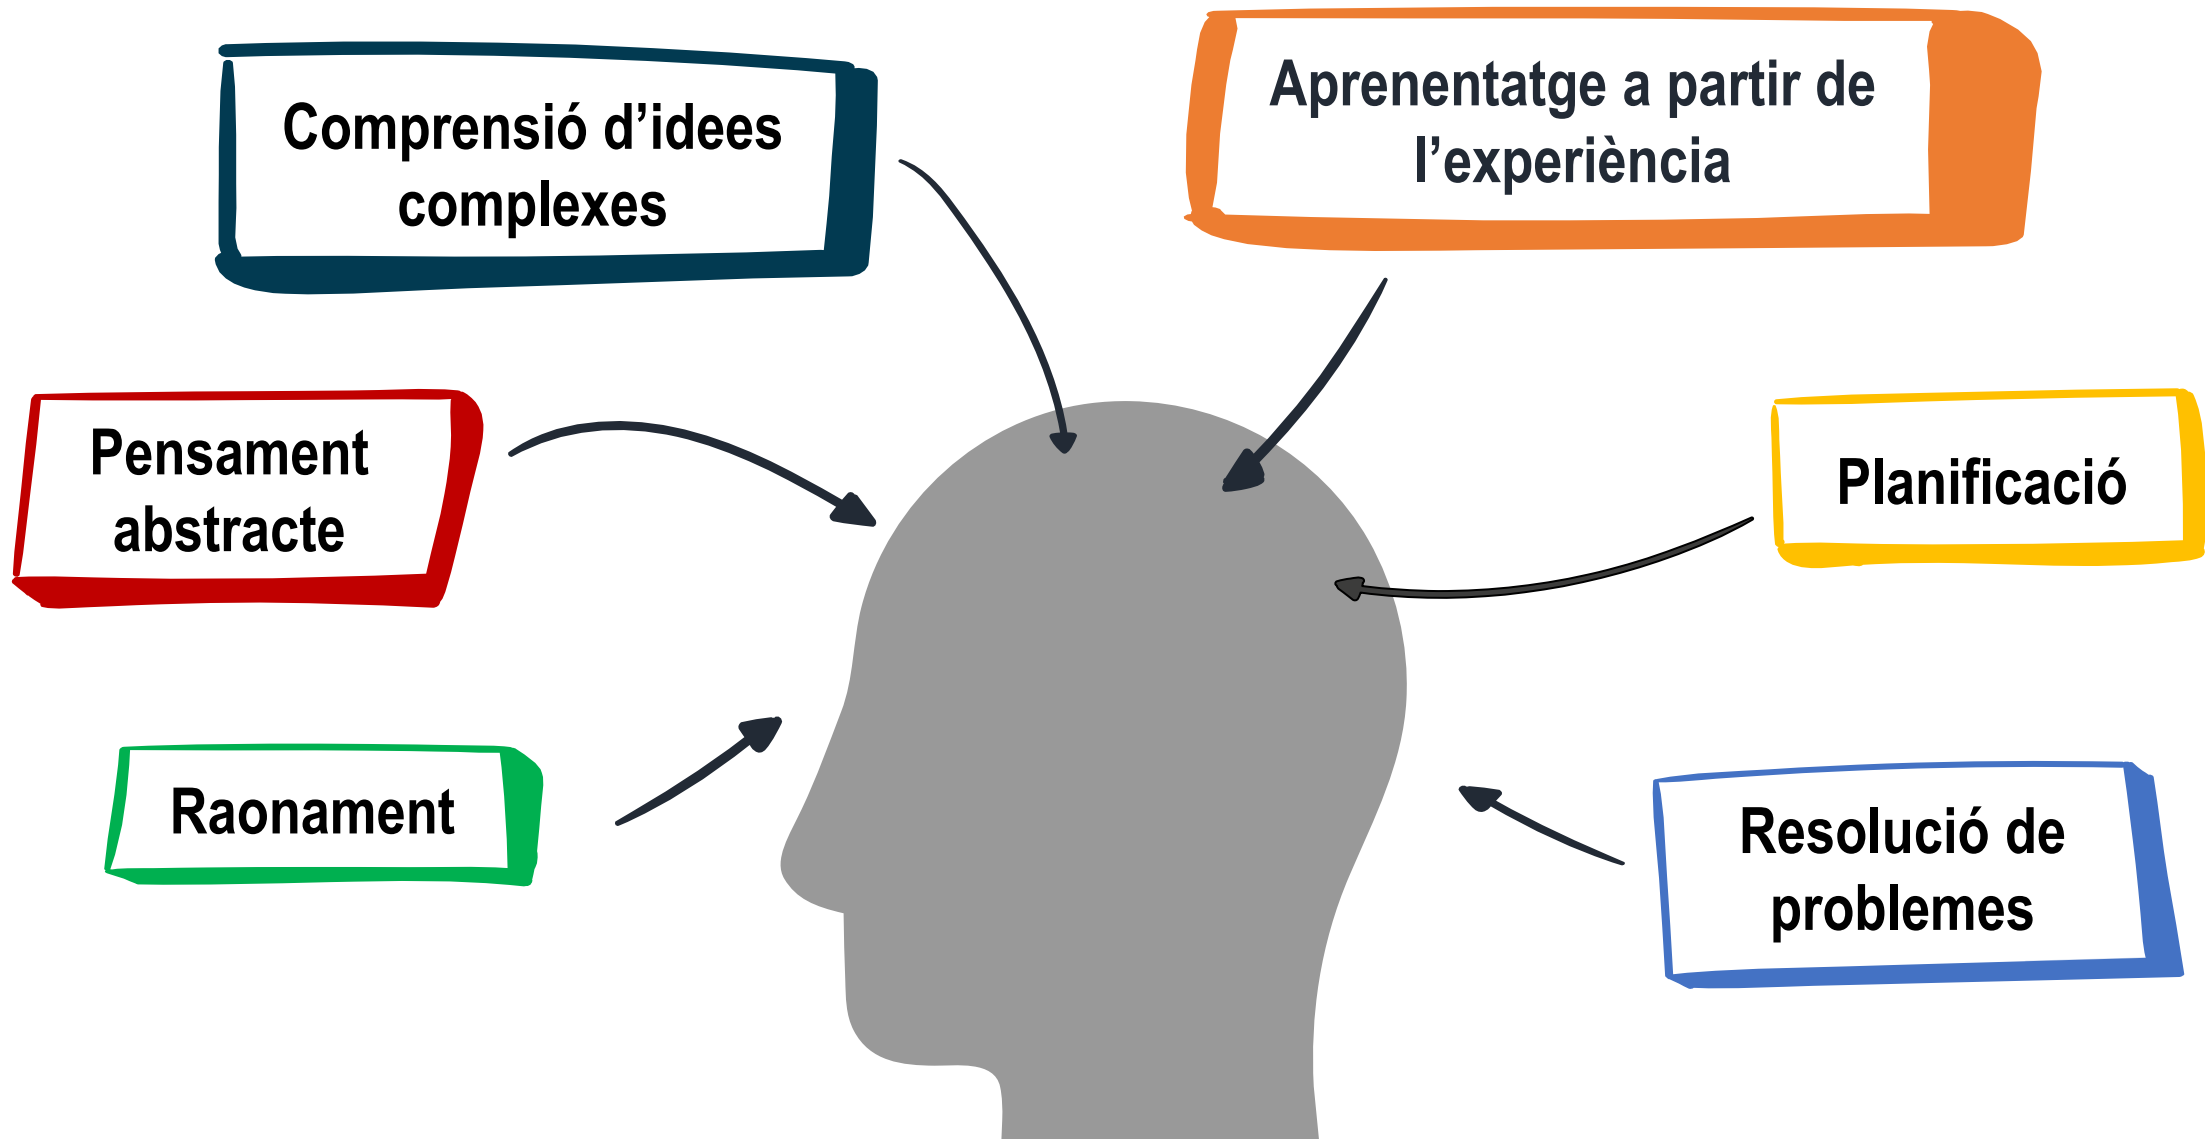 Comprensió d’idees
complexes
Aprenentatge a partir de
l’experiència
Pensament
abstracte
Planificació
Raonament
Resolució de
problemes